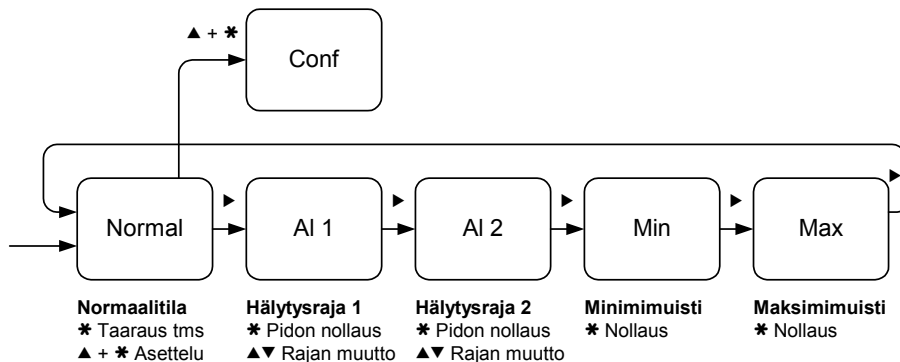 ▲ + ✱
Conf
Normal
▶
Al 1
▶
Al 2
▶
Min
▶
Max
▶
Normaalitila
✱ Taaraus tms
▲ + ✱ Asettelu
Hälytysraja 1
✱ Pidon nollaus
▲▼ Rajan muutto
Hälytysraja 2
✱ Pidon nollaus
▲▼ Rajan muutto
Minimimuisti
✱ Nollaus
Maksimimuisti
✱ Nollaus